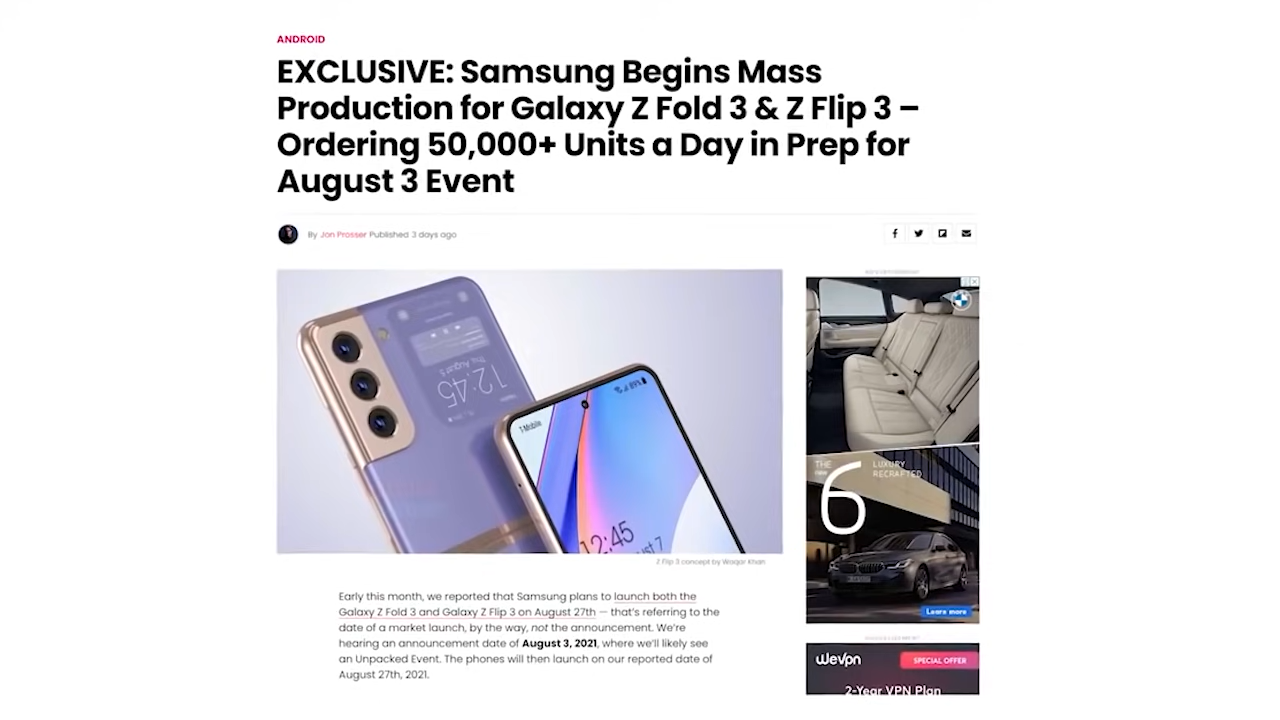 ANDROID
EXCLUSIVE: Samsung Begins Mass
Production for Galaxy Z Fold 3 & Z Flip 3 –
Ordering 50,000+ Units a Day in Prep for
August 3 Event
By Jon Prosser Published 3 days ago
12:45
T-Mobile
12:45
Z Flip 3 concept by Waqar Khan
Early this month, we reported that Samsung plans to launch both the
Galaxy Z Fold 3 and Galaxy Z Flip 3 on August 27th — that's referring to the
date of a market launch, by the way, not the announcement. We're
hearing an announcement date of August 3, 2021, where we'll likely see
an Unpacked Event. The phones will then launch on our reported date of
August 27th, 2021.
THE
6
LUXURY
RECRAFTED
Learn more
WeVPN
SPECIAL OFFER
2-Year VPN Plan